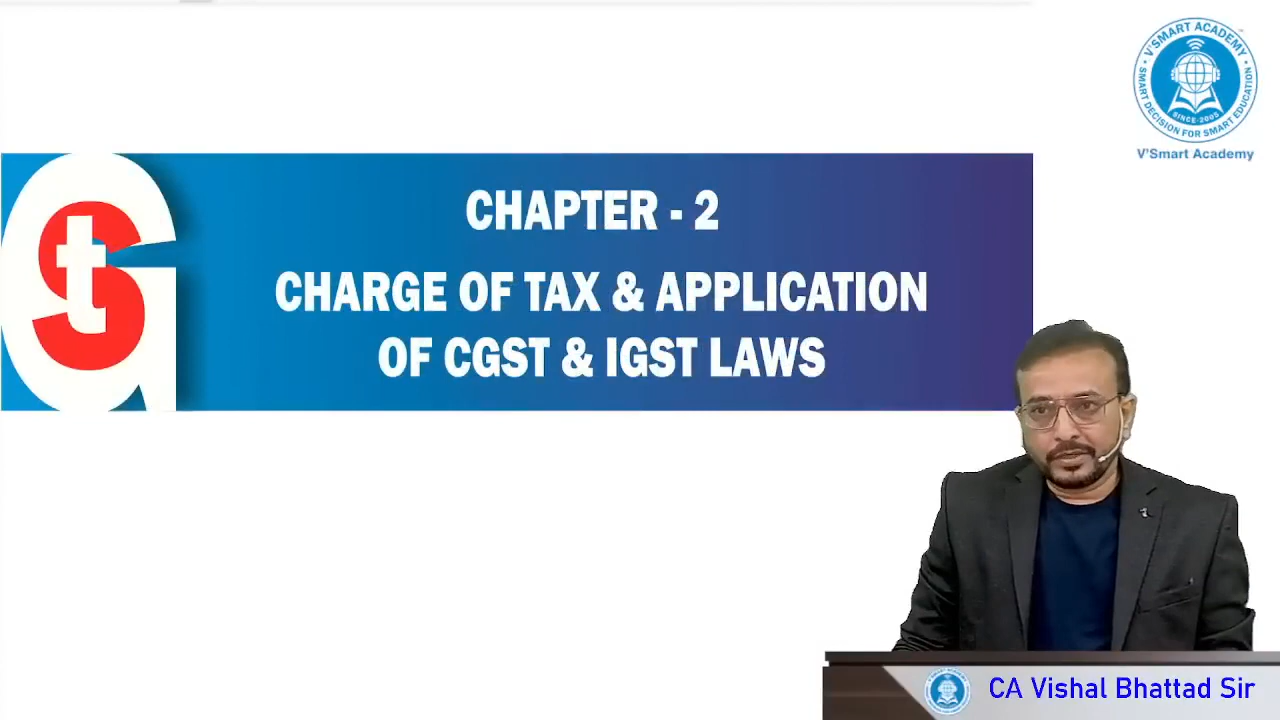 V'SMART ACADEMY
SMART DECISION FOR SMART EDUCATION
SINCE-2005
V'Smart Academy
GST
CHAPTER - 2
CHARGE OF TAX & APPLICATION
OF CGST & IGST LAWS
CA Vishal Bhattad Sir